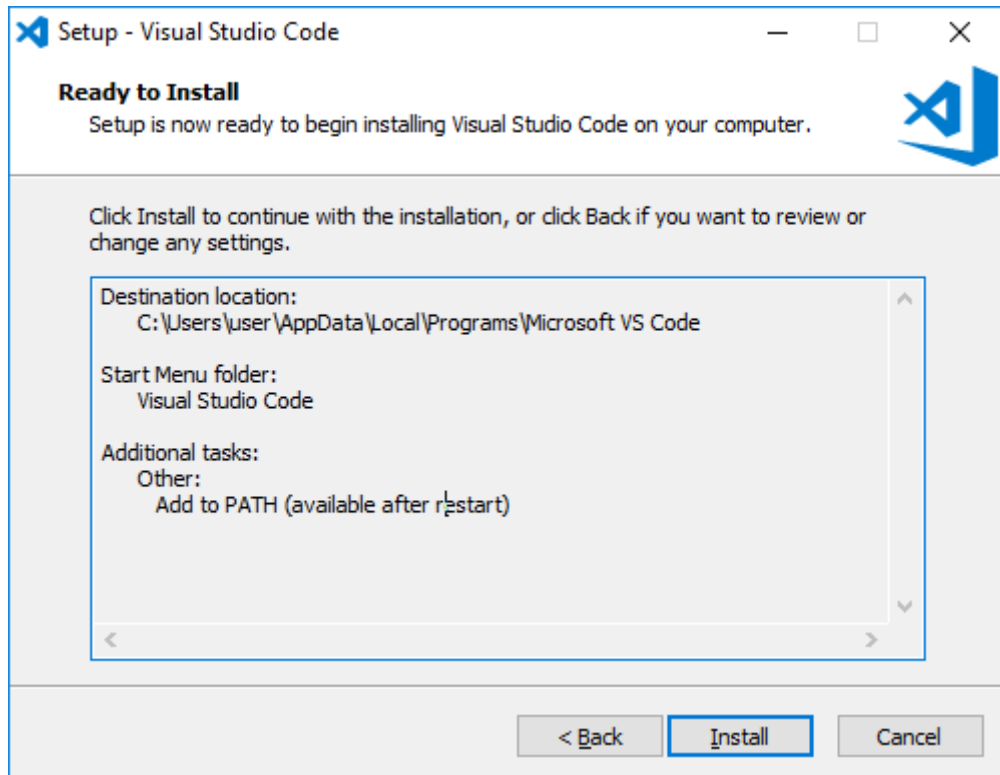 Setup - Visual Studio Code
Ready to Install
Setup is now ready to begin installing Visual Studio Code on your computer.
Click Install to continue with the installation, or click Back if you want to review or
change any settings.
Destination location:
C:\Users\user\AppData\Local\Programs\Microsoft VS Code
Start Menu folder:
Visual Studio Code
Additional tasks:
Other:
Add to PATH (available after restart)
< Back
Install
Cancel